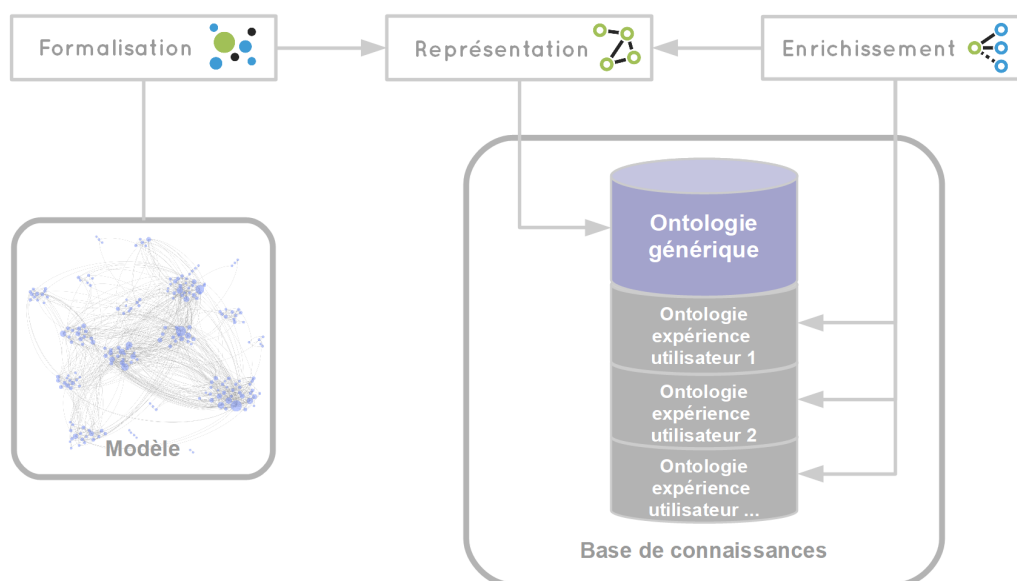 Formalisation
Représentation
Enrichissement
Ontologie
générique
Ontologie
expérience
utilisateur 1
Ontologie
expérience
utilisateur 2
Ontologie
expérience
utilisateur ...
Modèle
Base de connaissances